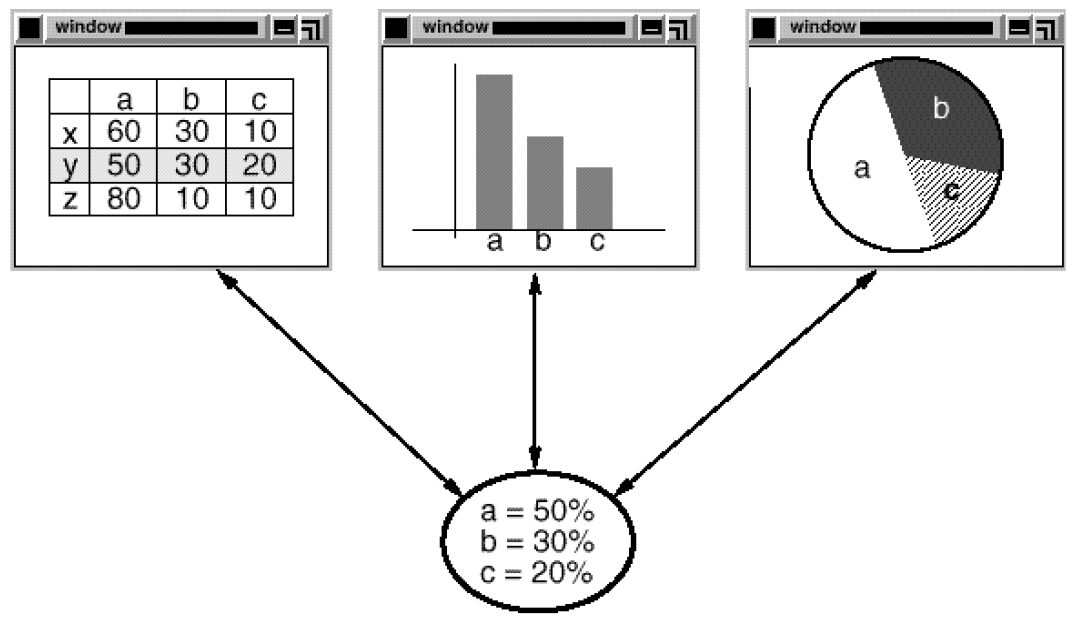 window
a b c
x 60 30 10
y 50 30 20
z 80 10 10
window
a b c
window
a
b
c
a = 50%
b = 30%
c = 20%